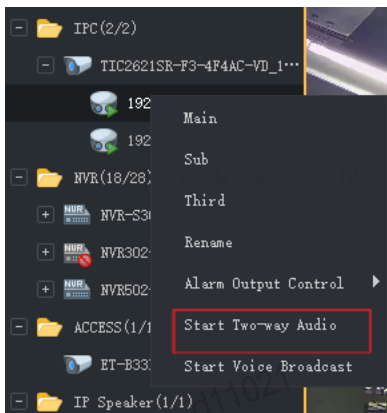 IPC(2/2)
TIC2621SR-F3-4F4AC-VD_1···
192
192
NVR(18/28)
NVR-S30
NVR302-
NVR502-
ACCESS(1/1
ET-B33
IP Speaker(1/1)
Main
Sub
Third
Rename
Alarm Output Control
Start Two-way Audio
Start Voice Broadcast